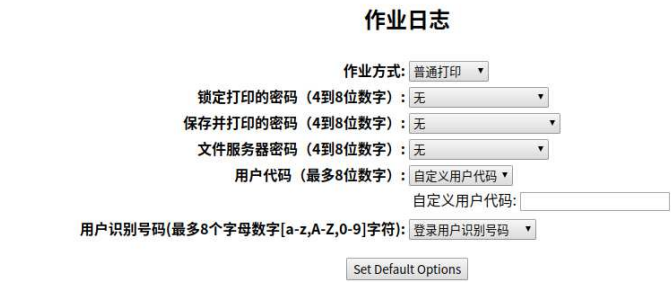 作业日志
作业方式: 普通打印
锁定打印的密码（4到8位数字）: 无
保存并打印的密码（4到8位数字）: 无
文件服务器密码（4到8位数字）: 无
用户代码（最多8位数字）: 自定义用户代码
自定义用户代码:
用户识别号码(最多8个字母数字[a-z,A-Z,0-9]字符): 登录用户识别号码
Set Default Options